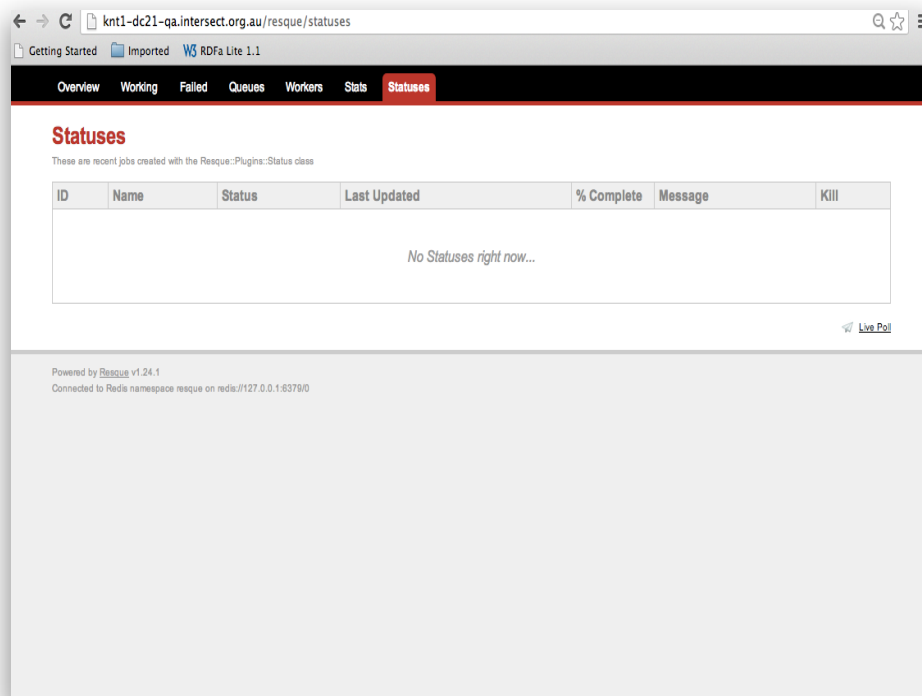 knt1-dc21-qa.intersect.org.au/resque/statuses
Getting Started Imported W3 RDFa Lite 1.1
Overview Working Failed Queues Workers Stats Statuses
Statuses
These are recent jobs created with the Resque::Plugins::Status class
ID Name Status Last Updated % Complete Message Kill
No Statuses right now...
Live Poll
Powered by Resque v1.24.1
Connected to Redis namespace resque on redis://127.0.0.1:6379/0